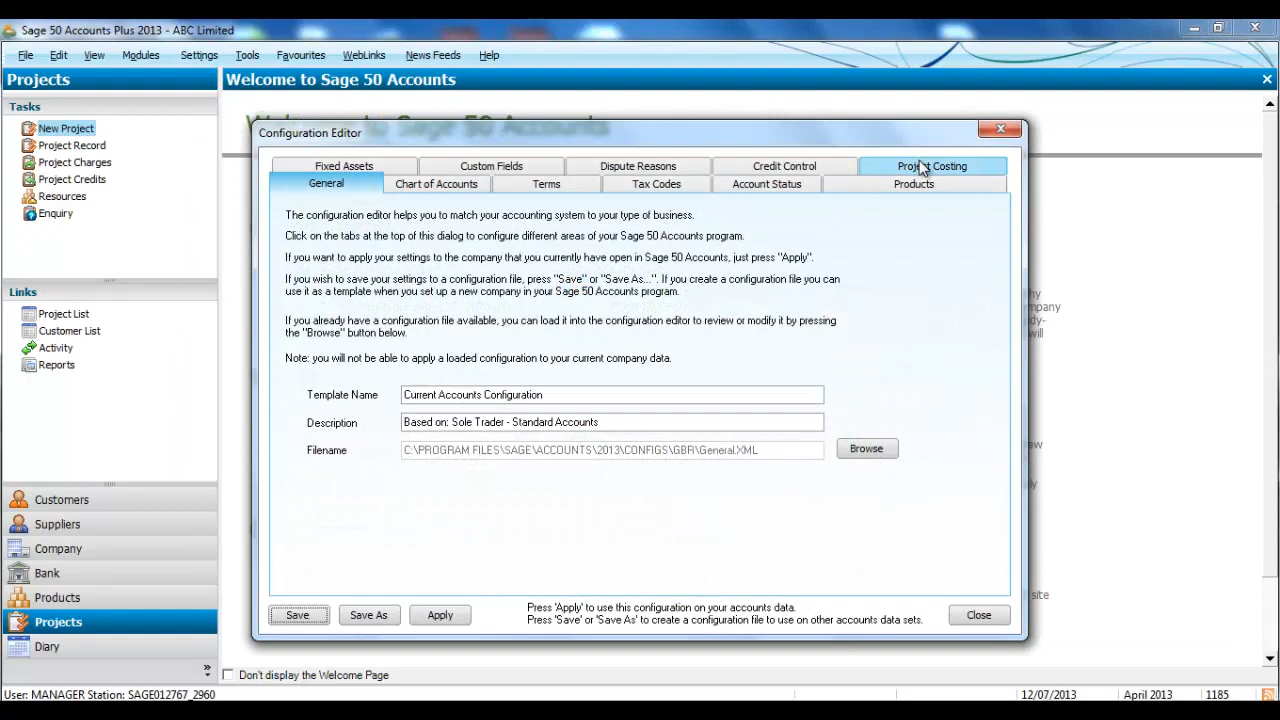 Sage 50 Accounts Plus 2013 - ABC Limited
File Edit View Modules Settings Tools Favourites WebLinks News Feeds Help
Projects
Welcome to Sage 50 Accounts
Tasks
New Project
Project Record
Project Charges
Project Credits
Resources
Enquiry
Links
Project List
Customer List
Activity
Reports
Customers
Suppliers
Company
Bank
Products
Projects
Diary
Welcome to Sage 50 Accounts
Configuration Editor
Fixed Assets Custom Fields Dispute Reasons Credit Control Project Costing
General Chart of Accounts Terms Tax Codes Account Status Products
The configuration editor helps you to match your accounting system to your type of business.
Click on the tabs at the top of this dialog to configure different areas of your Sage 50 Accounts program.
If you want to apply your settings to the company that you currently have open in Sage 50 Accounts, just press "Apply".
If you wish to save your settings to a configuration file, press "Save" or "Save As...". If you create a configuration file you can
use it as a template when you set up a new company in your Sage 50 Accounts program.
If you already have a configuration file available, you can load it into the configuration editor to review or modify it by pressing
the "Browse" button below.
Note: you will not be able to apply a loaded configuration to your current company data.
Template Name Current Accounts Configuration
Description Based on: Sole Trader - Standard Accounts
Filename C:\PROGRAM FILES\SAGE\ACCOUNTS\2013\CONFIGS\GBR\General.XML Browse
Save Save As Apply
Press 'Apply' to use this configuration on your accounts data.
Press 'Save' or 'Save As' to create a configuration file to use on other accounts data sets.
Close
Don't display the Welcome Page
User: MANAGER Station: SAGE012767_2960 12/07/2013 April 2013 1185